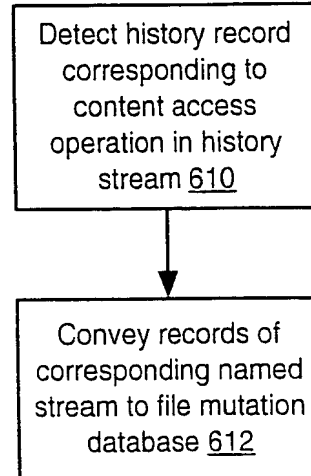 Detect history record
corresponding to
content access
operation in history
stream 610
Convey records of
corresponding named
stream to file mutation
database 612